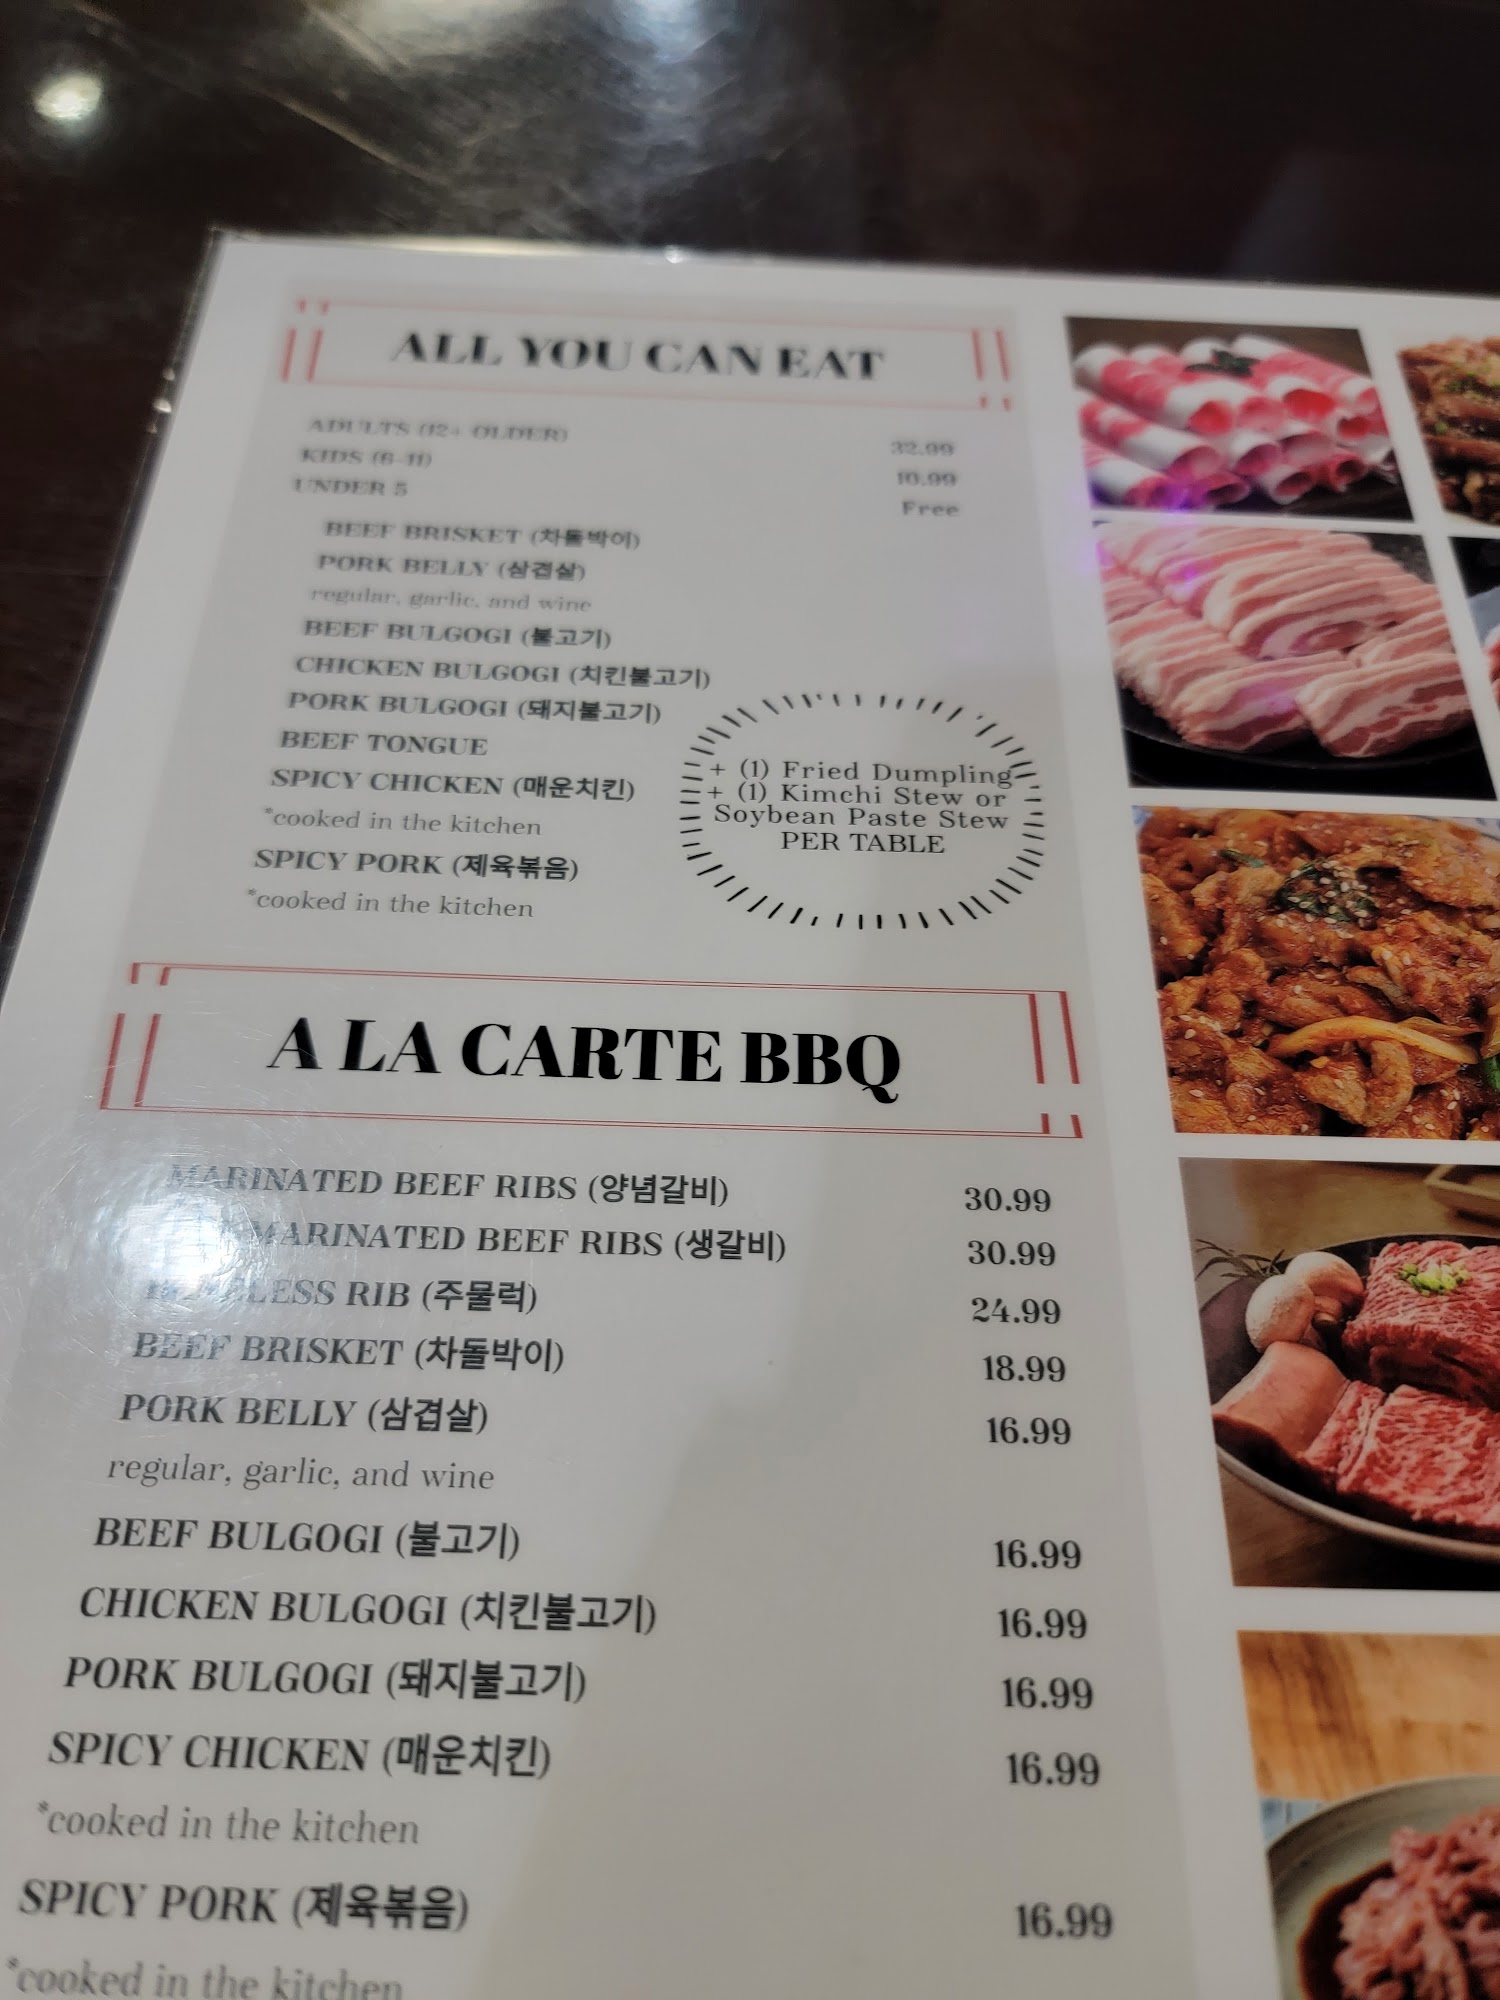 ALL YOU CAN EAT
ADULTS (12+ OLDER) 32.99
KIDS (6-11) 16.99
UNDER 5 Free
BEEF BRISKET (차돌박이)
PORK BELLY (삼겹살)
regular, garlic, and wine
BEEF BULGOGI (불고기)
CHICKEN BULGOGI (치킨불고기)
PORK BULGOGI (돼지불고기)
BEEF TONGUE
SPICY CHICKEN (매운치킨)
*cooked in the kitchen
SPICY PORK (제육볶음)
*cooked in the kitchen
+ (1) Fried Dumpling
+ (1) Kimchi Stew or
Soybean Paste Stew
PER TABLE
A LA CARTE BBQ
MARINATED BEEF RIBS (양념갈비) 30.99
MARINATED BEEF RIBS (생갈비) 30.99
RIB (주물럭) 24.99
BEEF BRISKET (차돌박이) 18.99
PORK BELLY (삼겹살) 16.99
regular, garlic, and wine
BEEF BULGOGI (불고기) 16.99
CHICKEN BULGOGI (치킨불고기) 16.99
PORK BULGOGI (돼지불고기) 16.99
SPICY CHICKEN (매운치킨) 16.99
*cooked in the kitchen
SPICY PORK (제육볶음) 16.99
*cooked in the kitchen